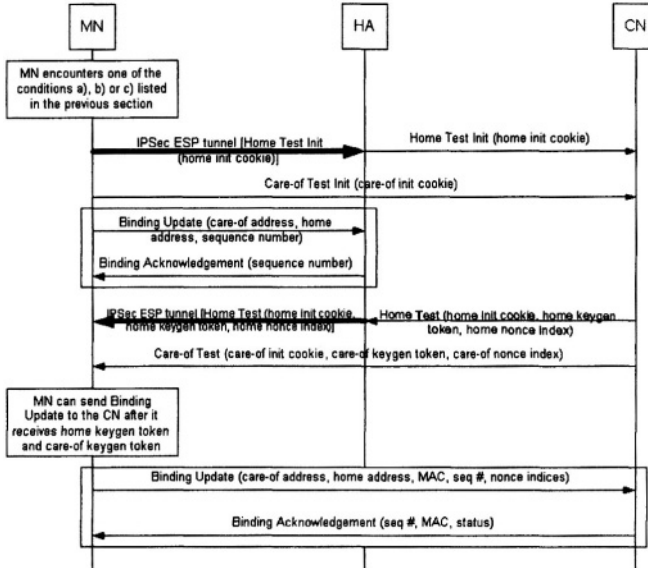 MN
HA
CN
MN encounters one of the
conditions a), b) or c) listed
in the previous section
IPSec ESP tunnel [Home Test Init
(home init cookie)]
Home Test Init (home init cookie)
Care-of Test Init (care-of init cookie)
Binding Update (care-of address, home
address, sequence number)
Binding Acknowledgement (sequence number)
IPSec ESP tunnel [Home Test (home init cookie,
home keygen token, home nonce index)]
Home Test (home init cookie, home keygen
token, home nonce index)
Care-of Test (care-of init cookie, care-of keygen token, care-of nonce index)
MN can send Binding
Update to the CN after it
receives home keygen token
and care-of keygen token
Binding Update (care-of address, home address, MAC, seq #, nonce indices)
Binding Acknowledgement (seq #, MAC, status)